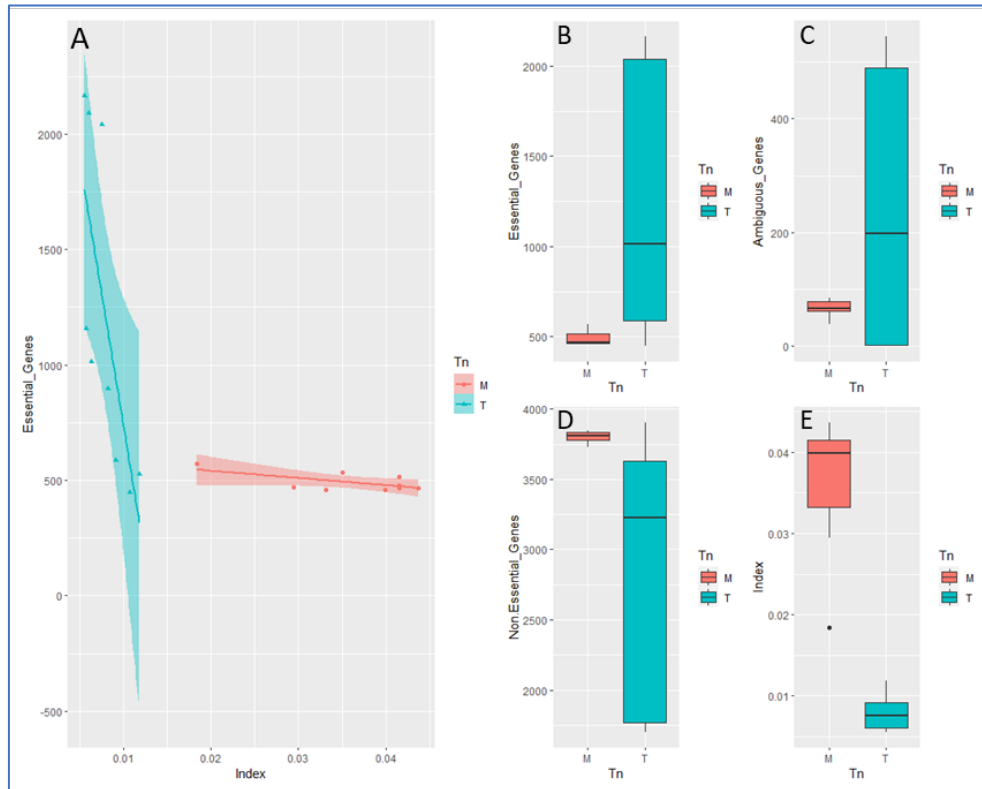 A
Essential_Genes
2000
1500
1000
500
0
-500
0.01
0.02
0.03
0.04
Index
Tn
M
T
B
Essential_Genes
2000
1500
1000
500
M
T
Tn
Tn
M
T
C
Ambiguous_Genes
400
200
0
M
T
Tn
Tn
M
T
D
Non.Essential_Genes
4000
3500
3000
2500
2000
M
T
Tn
Tn
M
T
E
Index
0.04
0.03
0.02
0.01
M
T
Tn
Tn
M
T